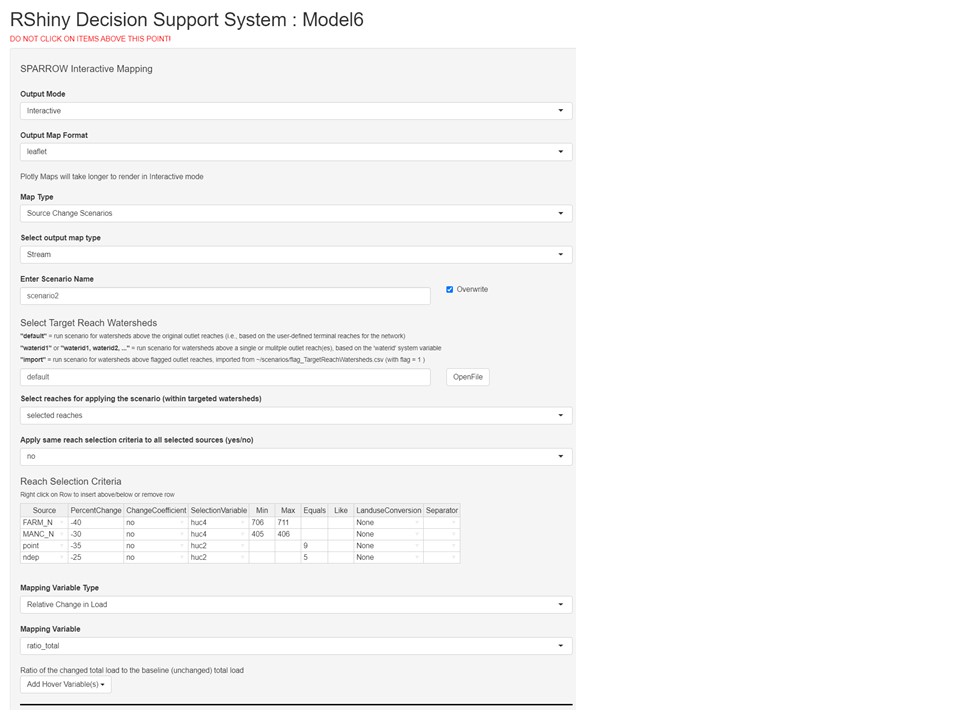 RShiny Decision Support System : Model6
DO NOT CLICK ON ITEMS ABOVE THIS POINT!
SPARROW Interactive Mapping
Output Mode
Interactive
Output Map Format
leaflet
Plotly Maps will take longer to render in Interactive mode
Map Type
Source Change Scenarios
Select output map type
Stream
Enter Scenario Name
scenario2
Overwrite
Select Target Reach Watersheds
"default" = run scenario for watersheds above the original outlet reaches (i.e., based on the user-defined terminal reaches for the network)
"waterid1" or "waterid1, waterid2, ..." = run scenario for watersheds above a single or mulitple outlet reach(es), based on the 'waterid' system variable
"import" = run scenario for watersheds above flagged outlet reaches, imported from ~/scenarios/flag_TargetReachWatersheds.csv (with flag = 1 )
default
OpenFile
Select reaches for applying the scenario (within targeted watersheds)
selected reaches
Apply same reach selection criteria to all selected sources (yes/no)
no
Reach Selection Criteria
Right click on Row to insert above/below or remove row
Source PercentChange ChangeCoefficient SelectionVariable Min Max Equals Like LanduseConversion Separator
FARM_N -40 no huc4 706 711 None
MANC_N -30 no huc4 405 406 None
point -35 no huc2 9 None
ndep -25 no huc2 5 None
Mapping Variable Type
Relative Change in Load
Mapping Variable
ratio_total
Ratio of the changed total load to the baseline (unchanged) total load
Add Hover Variable(s)